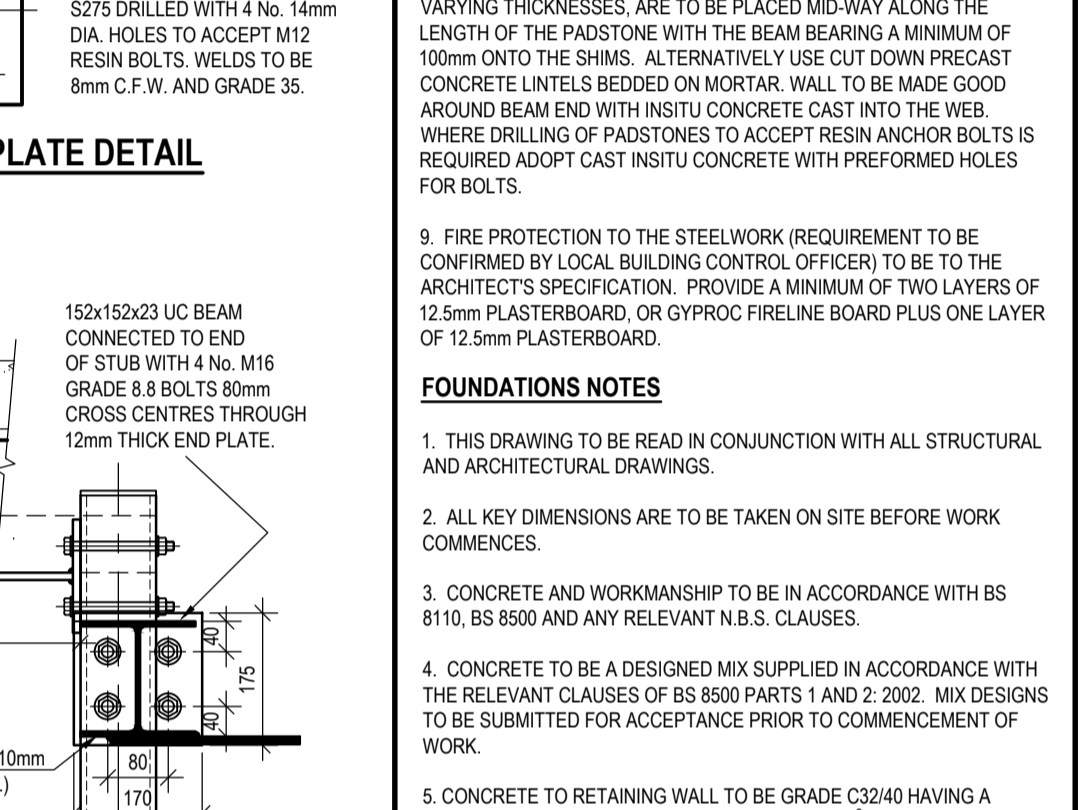 S275 DRILLED WITH 4 No. 14mm
DIA. HOLES TO ACCEPT M12
RESIN BOLTS. WELDS TO BE
8mm C.F.W. AND GRADE 35.
PLATE DETAIL
152x152x23 UC BEAM
CONNECTED TO END
OF STUB WITH 4 No. M16
GRADE 8.8 BOLTS 80mm
CROSS CENTRES THROUGH
12mm THICK END PLATE.
40
175
40
10mm
.)
80
170
VARYING THICKNESSES, ARE TO BE PLACED MID-WAY ALONG THE
LENGTH OF THE PADSTONE WITH THE BEAM BEARING A MINIMUM OF
100mm ONTO THE SHIMS. ALTERNATIVELY USE CUT DOWN PRECAST
CONCRETE LINTELS BEDDED ON MORTAR. WALL TO BE MADE GOOD
AROUND BEAM END WITH INSITU CONCRETE CAST INTO THE WEB.
WHERE DRILLING OF PADSTONES TO ACCEPT RESIN ANCHOR BOLTS IS
REQUIRED ADOPT CAST INSITU CONCRETE WITH PREFORMED HOLES
FOR BOLTS.
9. FIRE PROTECTION TO THE STEELWORK (REQUIREMENT TO BE
CONFIRMED BY LOCAL BUILDING CONTROL OFFICER) TO BE TO THE
ARCHITECT'S SPECIFICATION. PROVIDE A MINIMUM OF TWO LAYERS OF
12.5mm PLASTERBOARD, OR GYPROC FIRELINE BOARD PLUS ONE LAYER
OF 12.5mm PLASTERBOARD.
FOUNDATIONS NOTES
1. THIS DRAWING TO BE READ IN CONJUNCTION WITH ALL STRUCTURAL
AND ARCHITECTURAL DRAWINGS.
2. ALL KEY DIMENSIONS ARE TO BE TAKEN ON SITE BEFORE WORK
COMMENCES.
3. CONCRETE AND WORKMANSHIP TO BE IN ACCORDANCE WITH BS
8110, BS 8500 AND ANY RELEVANT N.B.S. CLAUSES.
4. CONCRETE TO BE A DESIGNED MIX SUPPLIED IN ACCORDANCE WITH
THE RELEVANT CLAUSES OF BS 8500 PARTS 1 AND 2: 2002. MIX DESIGNS
TO BE SUBMITTED FOR ACCEPTANCE PRIOR TO COMMENCEMENT OF
WORK.
5. CONCRETE TO RETAINING WALL TO BE GRADE C32/40 HAVING A